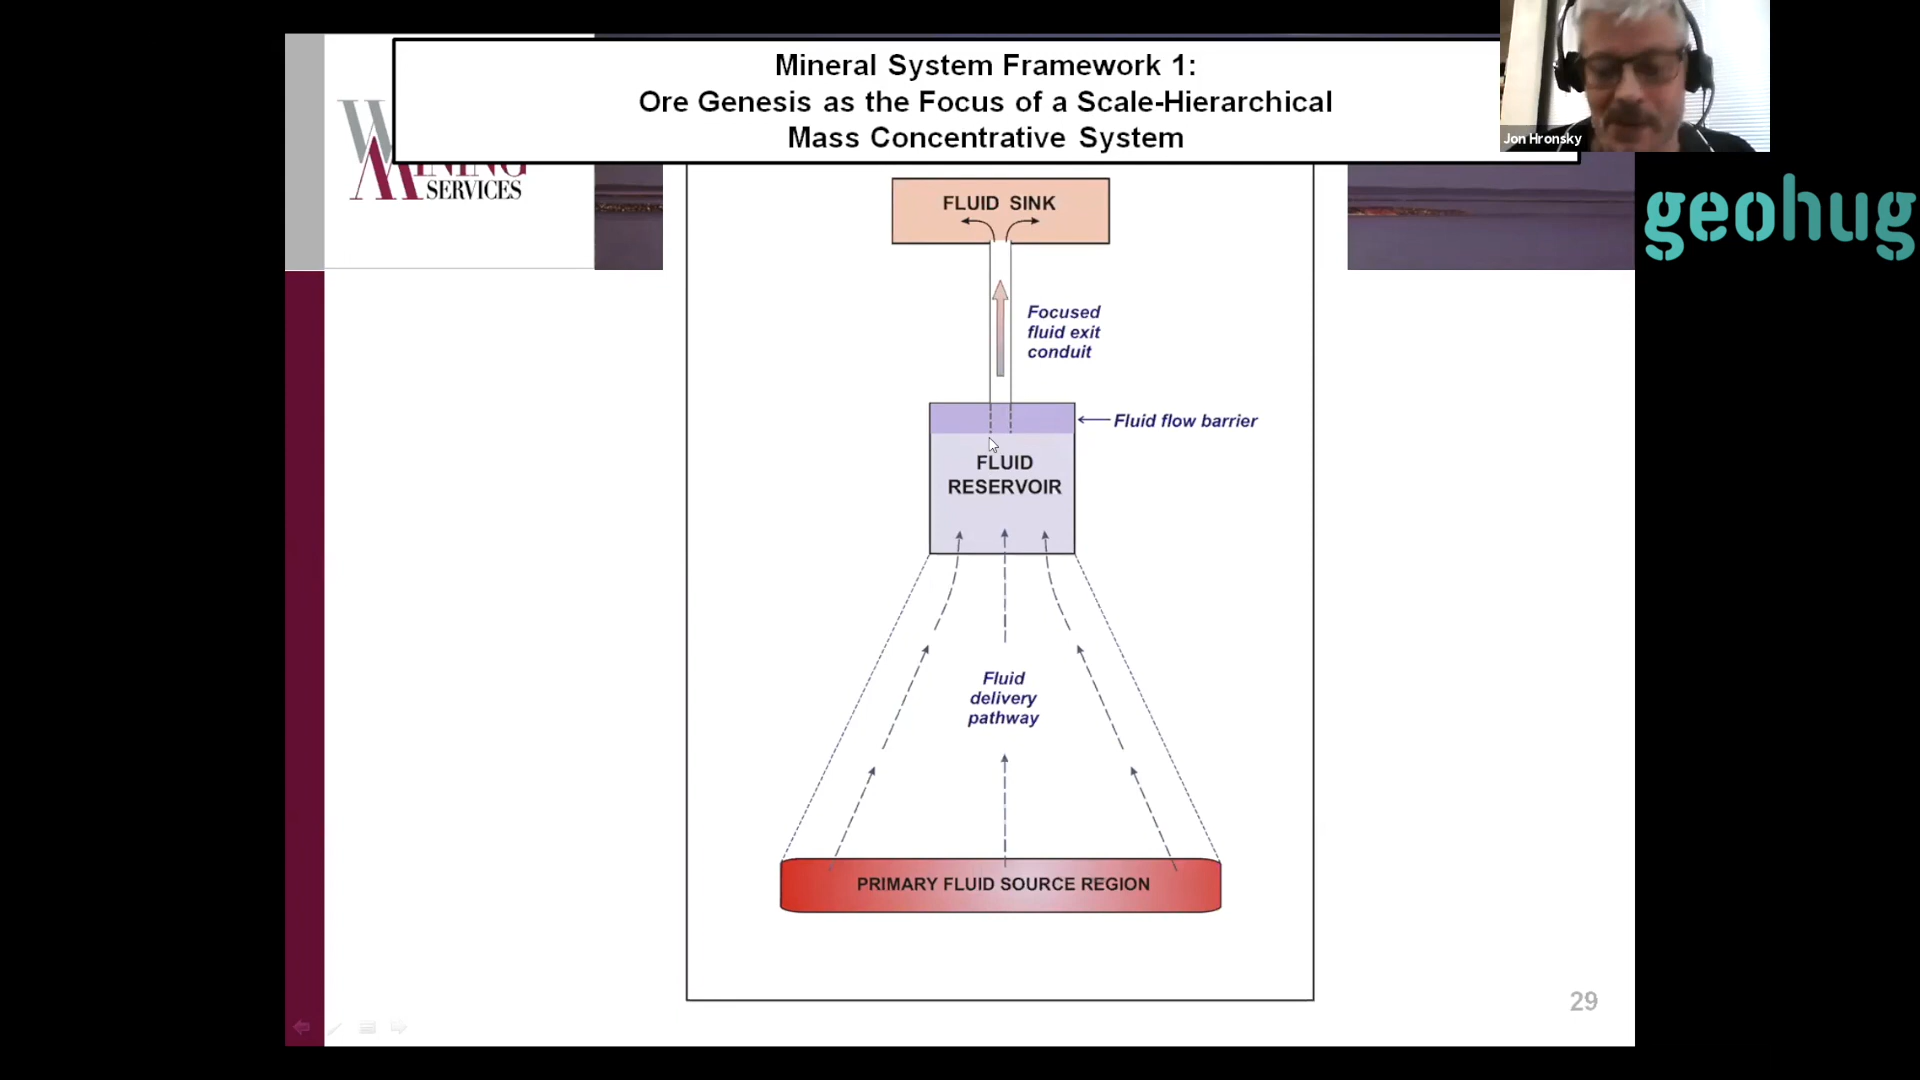 Mineral System Framework 1:
Ore Genesis as the Focus of a Scale-Hierarchical
Mass Concentrative System
Jon Hronsky
SERVICES
geohug
FLUID SINK
Focused
fluid exit
conduit
Fluid flow barrier
FLUID
RESERVOIR
Fluid
delivery
pathway
PRIMARY FLUID SOURCE REGION
29